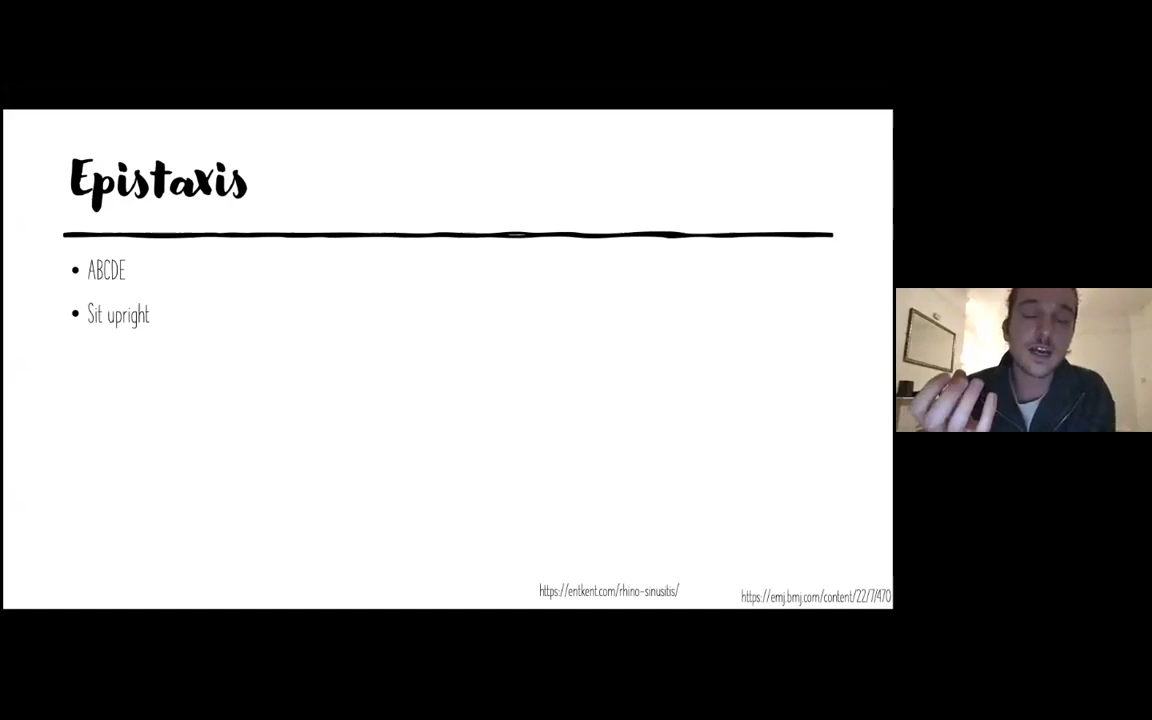 Epistaxis
• ABCDE
• Sit upright
https://entkent.com/rhino-sinusitis/
https://emj.bmj.com/content/22/7/470